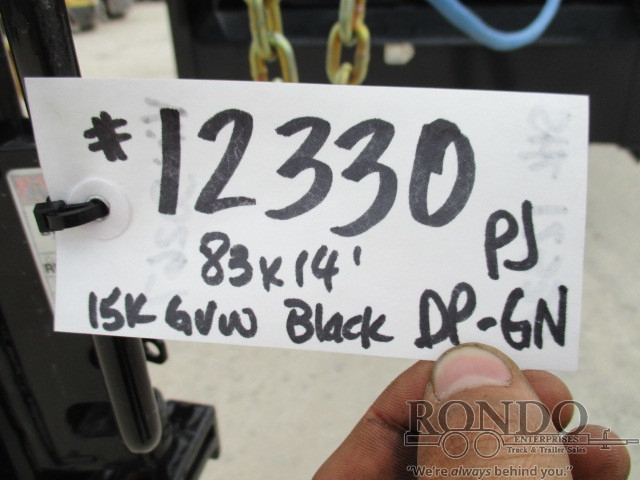 #12330
83x14'
PJ
15K GVW Black DP-GN
RONDO
ENTERPRISES
Truck & Trailer Sales
"We're always behind you."